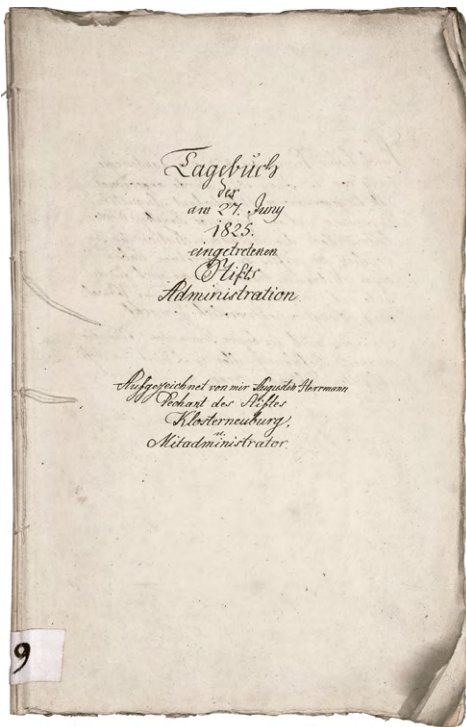 Tagebuch
der
am 27. Juny
1825.
eingetretenen
Stifts
Administration
Aufgezeichnet von mir Augustin Herrmann
Dechant des Stiftes
Klosterneuburg,
u.
Mitadministrator.
9